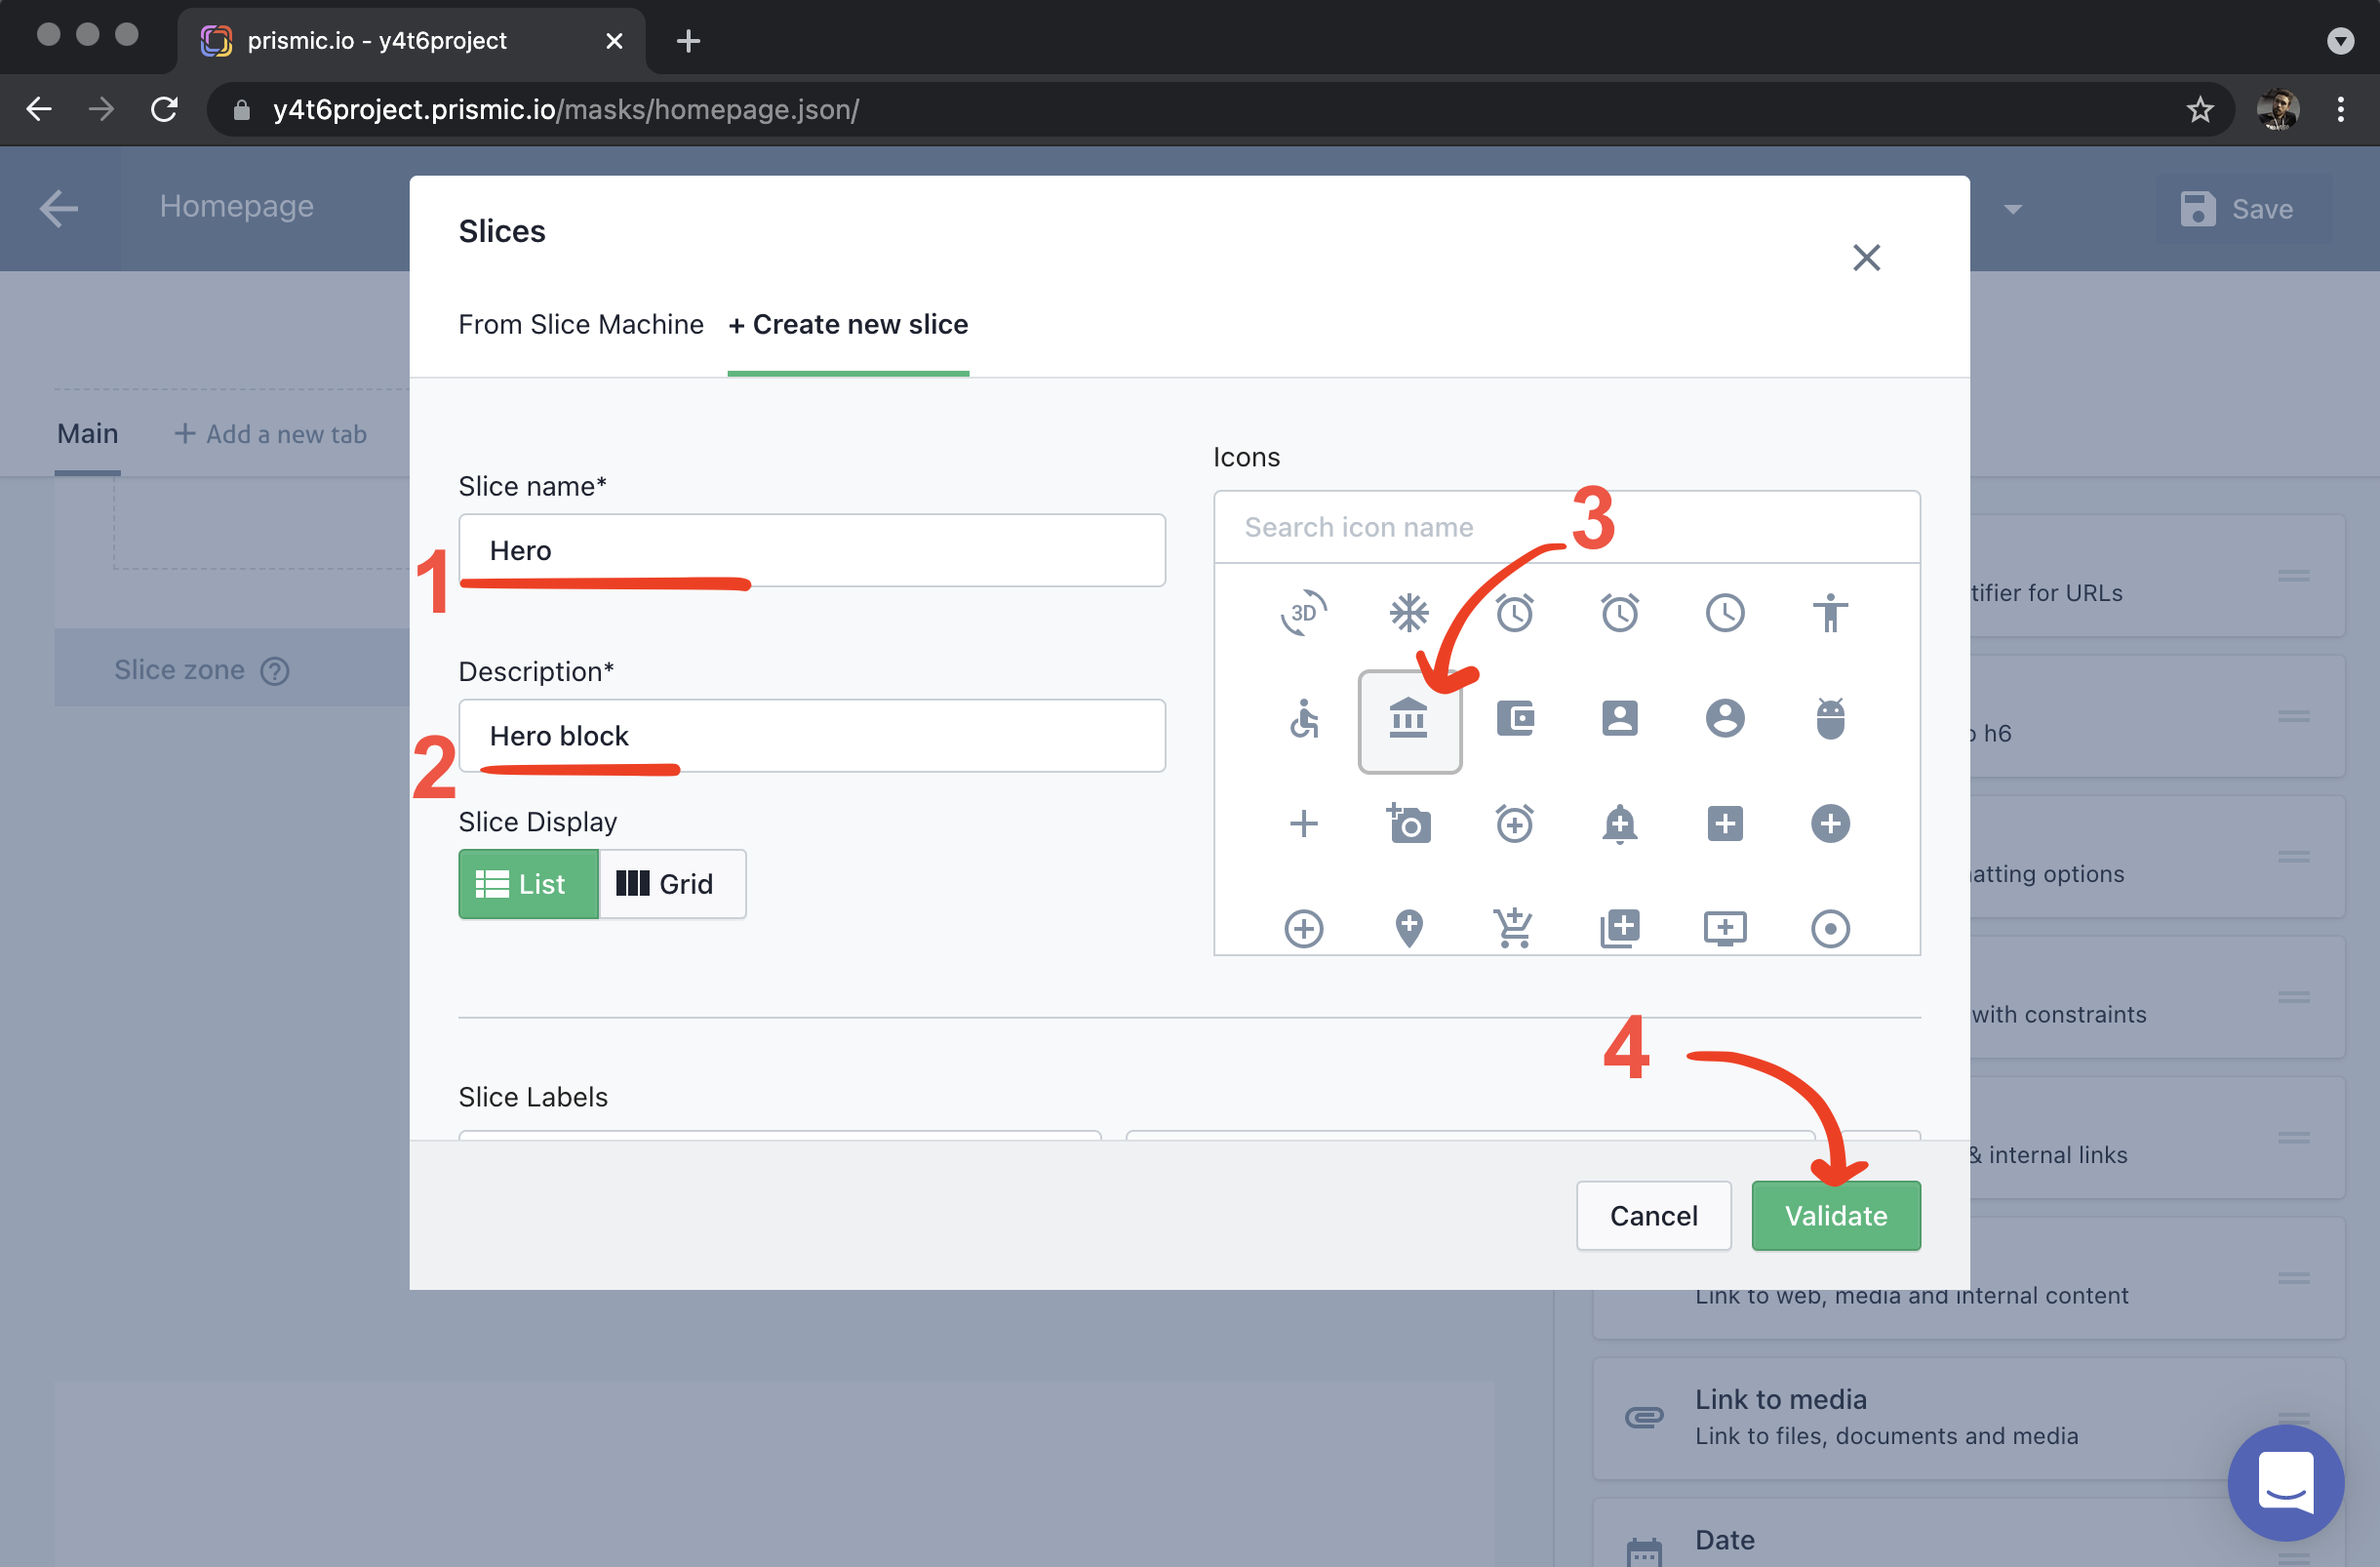 prismic.io - y4t6project
y4t6project.prismic.io/masks/homepage.json/
Homepage
Save
Slices
From Slice Machine
+ Create new slice
Main
+ Add a new tab
Slice zone
Slice name*
Hero
1
Description*
Hero block
2
Slice Display
List
Grid
Icons
Search icon name
3
3D
4
Slice Labels
Cancel
Validate
tifier for URLs
h6
atting options
with constraints
& internal links
Link to web, media and internal content
Link to media
Link to files, documents and media
Date